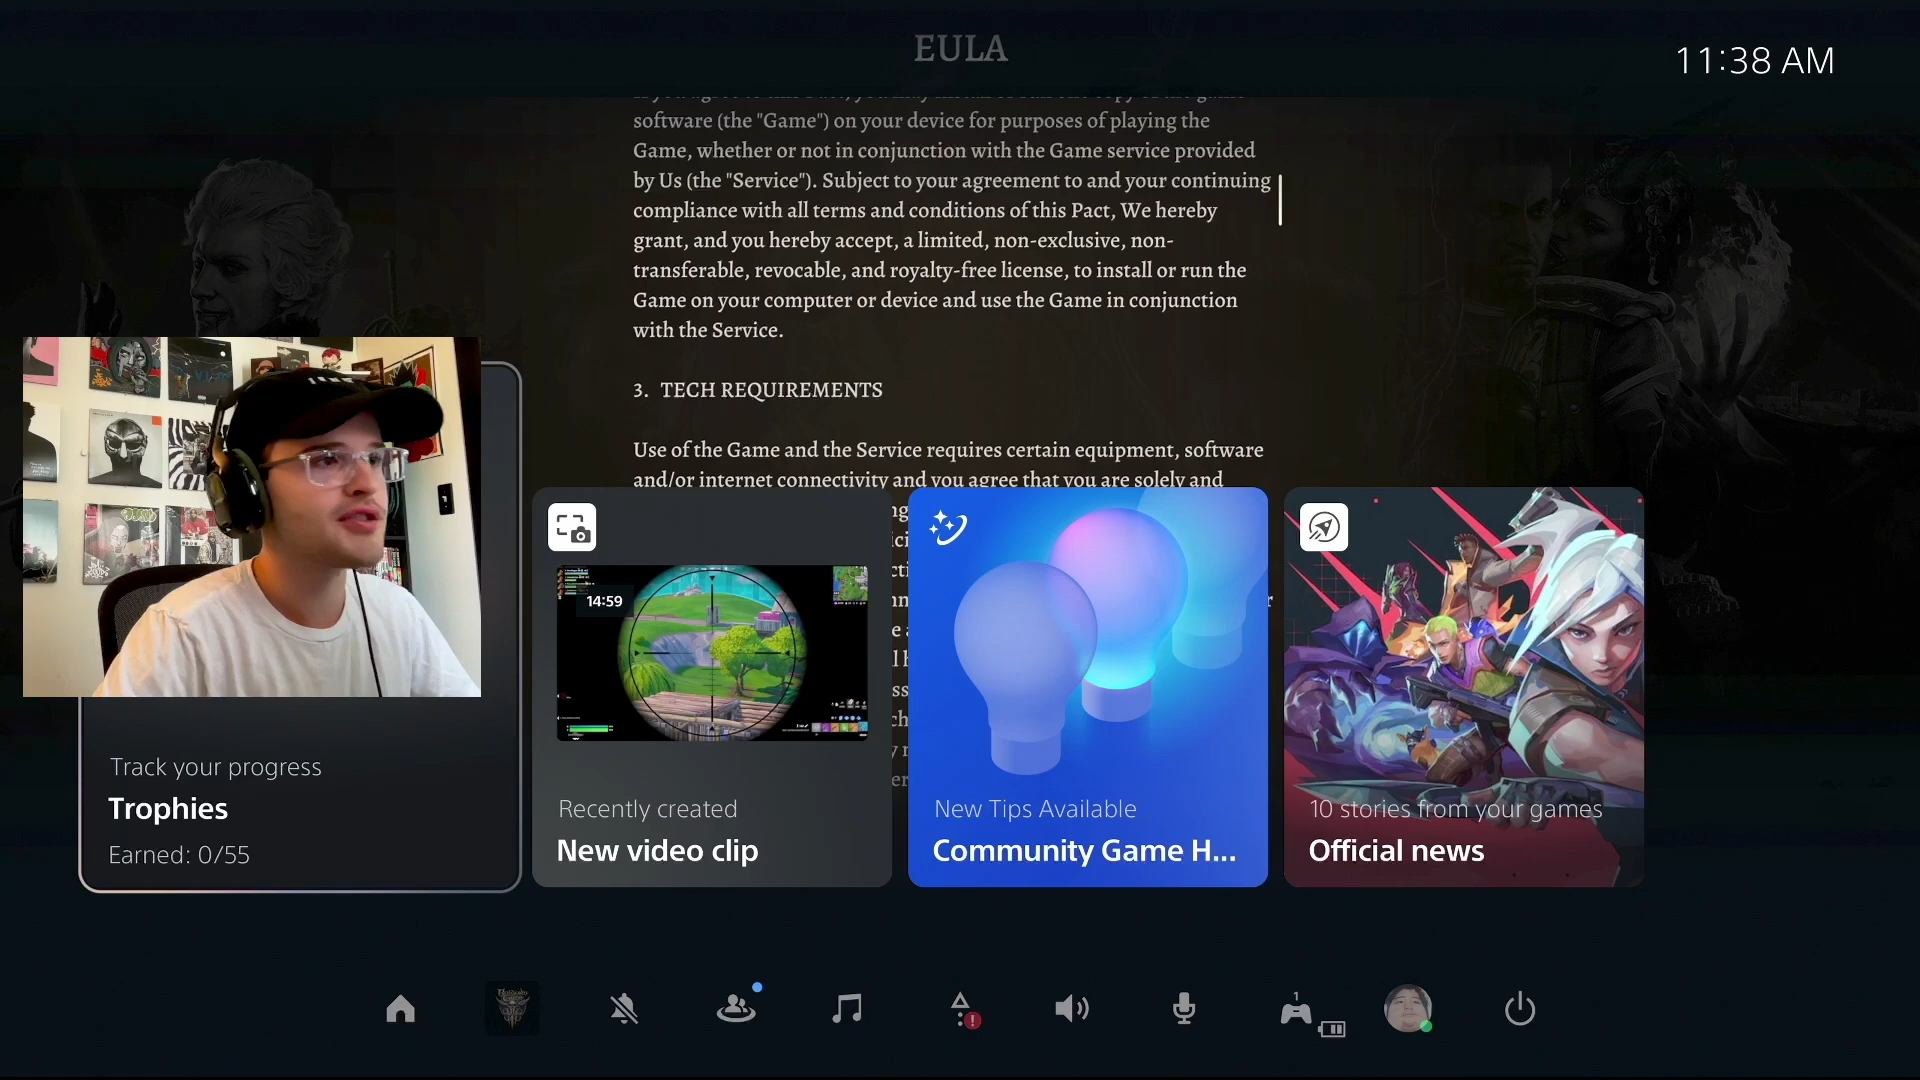 EULA
11:38 AM
software (the "Game") on your device for purposes of playing the
Game, whether or not in conjunction with the Game service provided
by Us (the "Service"). Subject to your agreement to and your continuing
compliance with all terms and conditions of this Pact, We hereby
grant, and you hereby accept, a limited, non-exclusive, non-
transferable, revocable, and royalty-free license, to install or run the
Game on your computer or device and use the Game in conjunction
with the Service.
3. TECH REQUIREMENTS
Use of the Game and the Service requires certain equipment, software
and/or internet connectivity and you agree that you are solely and
14:59
Track your progress
Trophies
Earned: 0/55
Recently created
New video clip
New Tips Available
Community Game H...
10 stories from your games
Official news
1